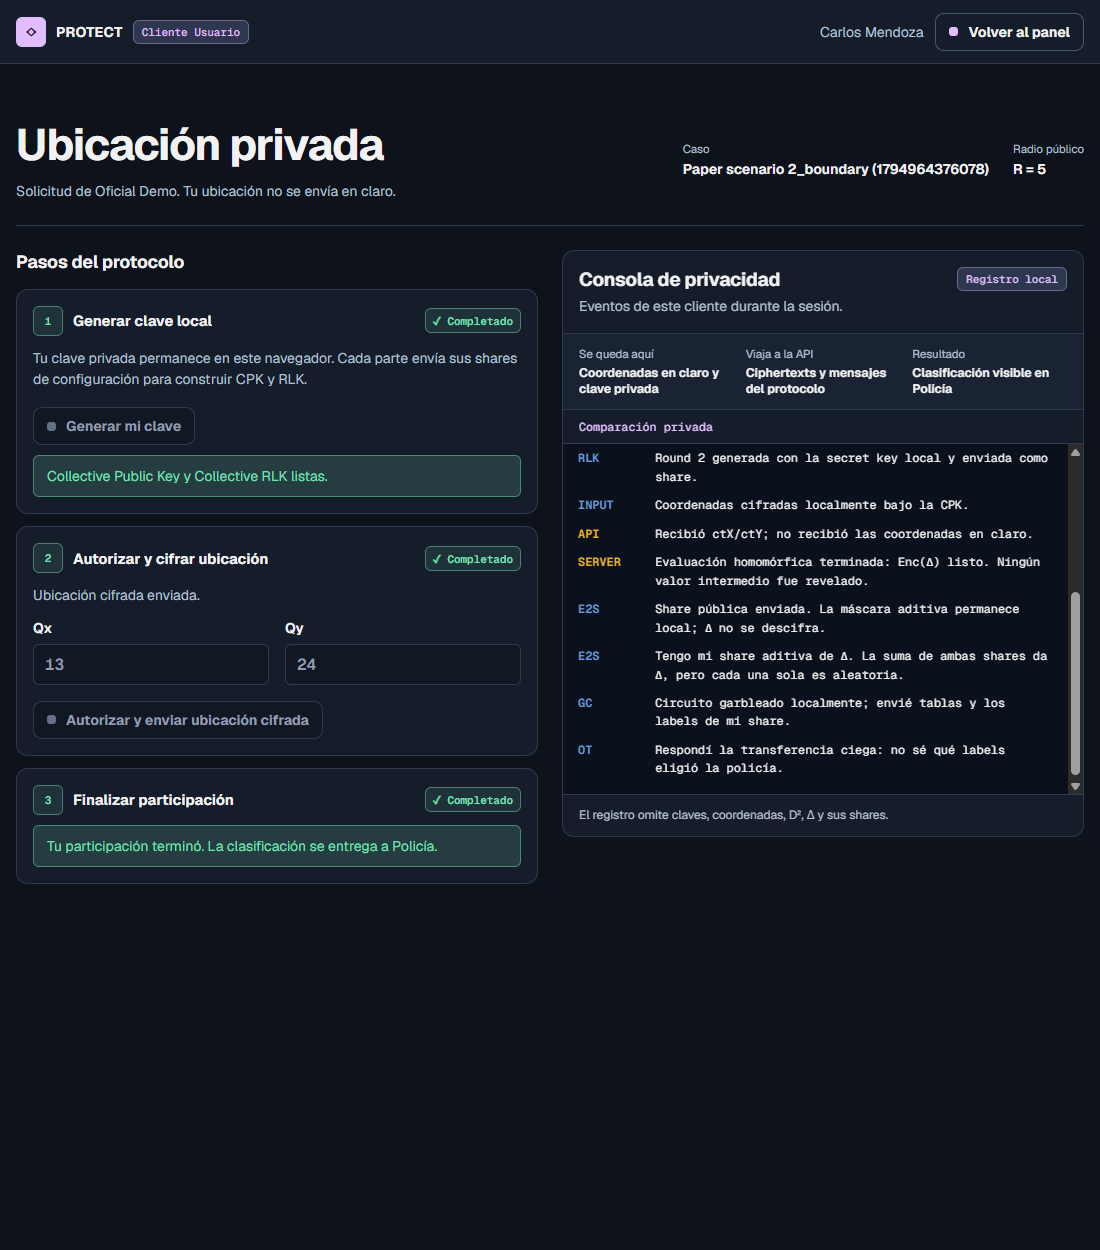 PROTECT
Cliente Usuario
Carlos Mendoza
Volver al panel
Ubicación privada
Solicitud de Oficial Demo. Tu ubicación no se envía en claro.
Caso
Paper scenario 2_boundary (1794964376078)
Radio público
R = 5
Pasos del protocolo
1
Generar clave local
✓ Completado
Tu clave privada permanece en este navegador. Cada parte envía sus shares
de configuración para construir CPK y RLK.
Generar mi clave
Collective Public Key y Collective RLK listas.
2
Autorizar y cifrar ubicación
✓ Completado
Ubicación cifrada enviada.
Qx
Qy
13
24
Autorizar y enviar ubicación cifrada
3
Finalizar participación
✓ Completado
Tu participación terminó. La clasificación se entrega a Policía.
Consola de privacidad
Registro local
Eventos de este cliente durante la sesión.
Se queda aquí
Coordenadas en claro y
clave privada
Viaja a la API
Ciphertexts y mensajes
del protocolo
Resultado
Clasificación visible en
Policía
Comparación privada
RLK Round 2 generada con la secret key local y enviada como
share.
INPUT Coordenadas cifradas localmente bajo la CPK.
API Recibió ctX/ctY; no recibió las coordenadas en claro.
SERVER Evaluación homomórfica terminada: Enc(Δ) listo. Ningún
valor intermedio fue revelado.
E2S Share pública enviada. La máscara aditiva permanece
local; Δ no se descifra.
E2S Tengo mi share aditiva de Δ. La suma de ambas shares da
Δ, pero cada una sola es aleatoria.
GC Circuito garbleado localmente; envié tablas y los
labels de mi share.
OT Respondí la transferencia ciega: no sé qué labels
eligió la policía.
El registro omite claves, coordenadas, D², Δ y sus shares.